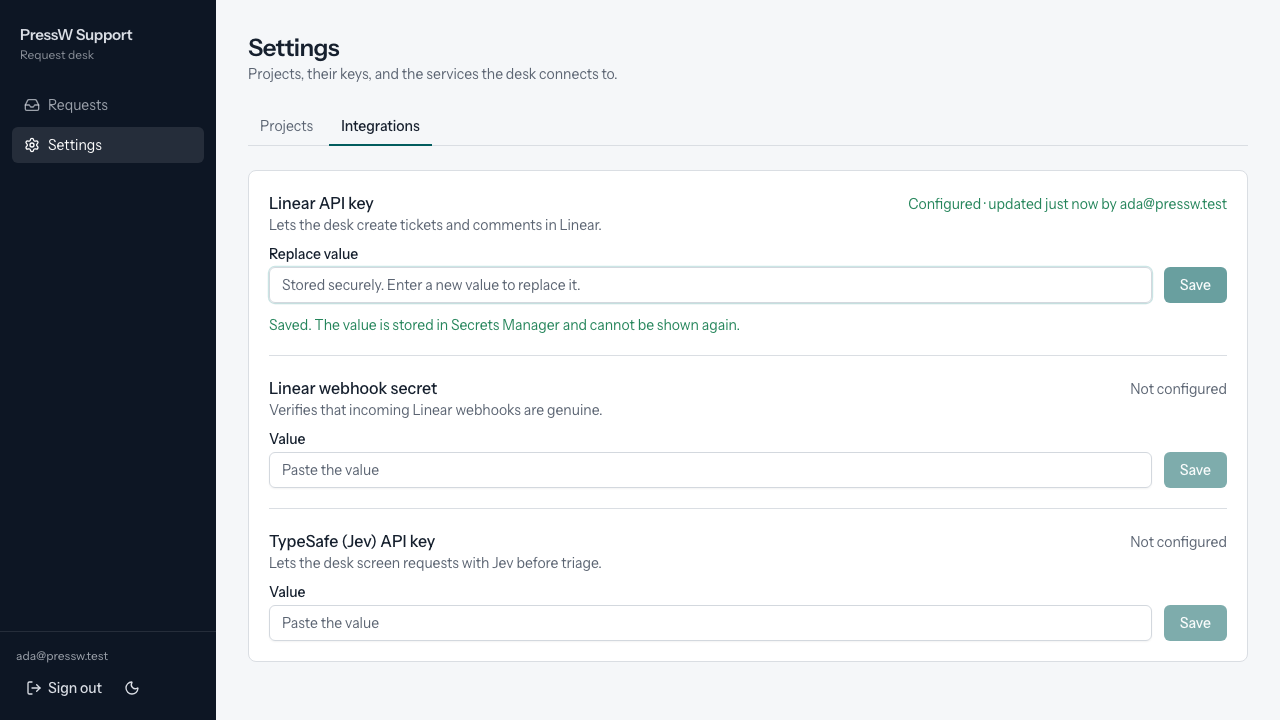 PressW Support
Request desk
Requests
Settings
ada@pressw.test
Sign out
Settings
Projects, their keys, and the services the desk connects to.
Projects
Integrations
Linear API key
Configured · updated just now by ada@pressw.test
Lets the desk create tickets and comments in Linear.
Replace value
Stored securely. Enter a new value to replace it.
Save
Saved. The value is stored in Secrets Manager and cannot be shown again.
Linear webhook secret
Not configured
Verifies that incoming Linear webhooks are genuine.
Value
Paste the value
Save
TypeSafe (Jev) API key
Not configured
Lets the desk screen requests with Jev before triage.
Value
Paste the value
Save